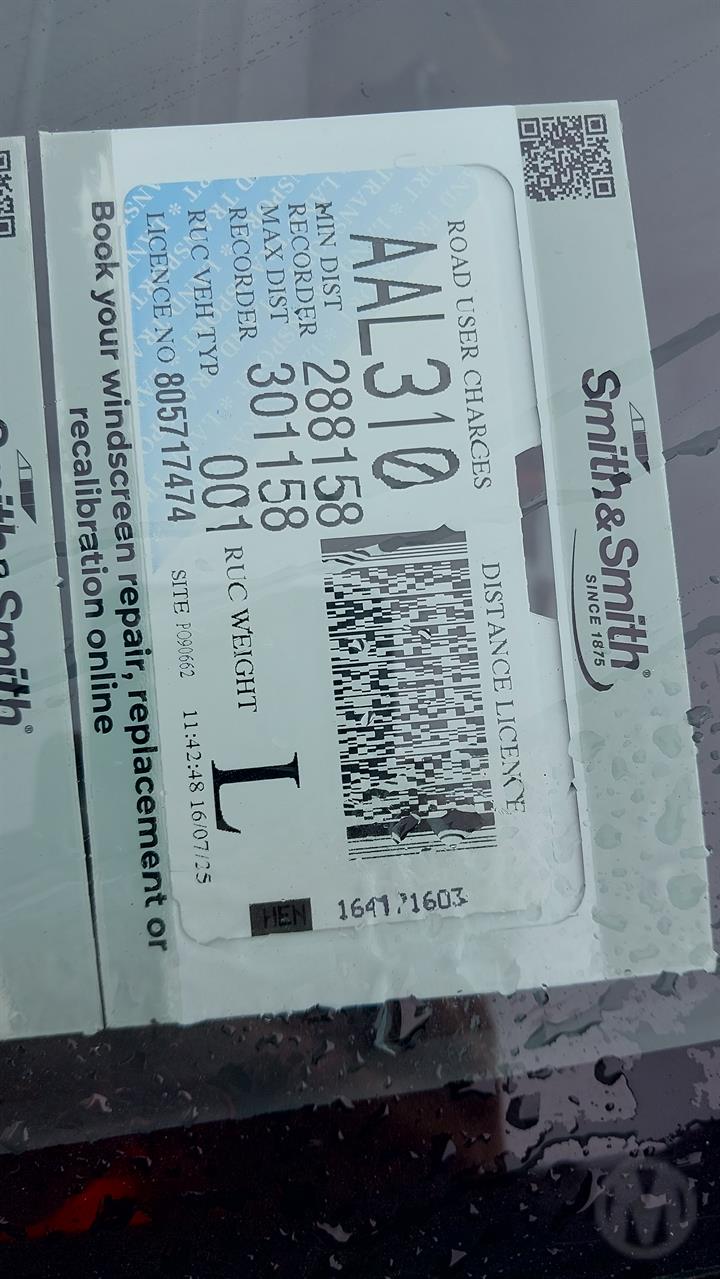 Smith&Smith®
SINCE 1875
ROAD USER CHARGES DISTANCE LICENCE
AAL310
MIN DIST
RECORDER 288158
MAX DIST
RECORDER 301158
RUC VEH TYP 001 RUC WEIGHT L
LICENCE NO 805717474 SITE PO90662 11:42:48 16/07/25
HEN
Book your windscreen repair, replacement or
recalibration online
Smith®
M